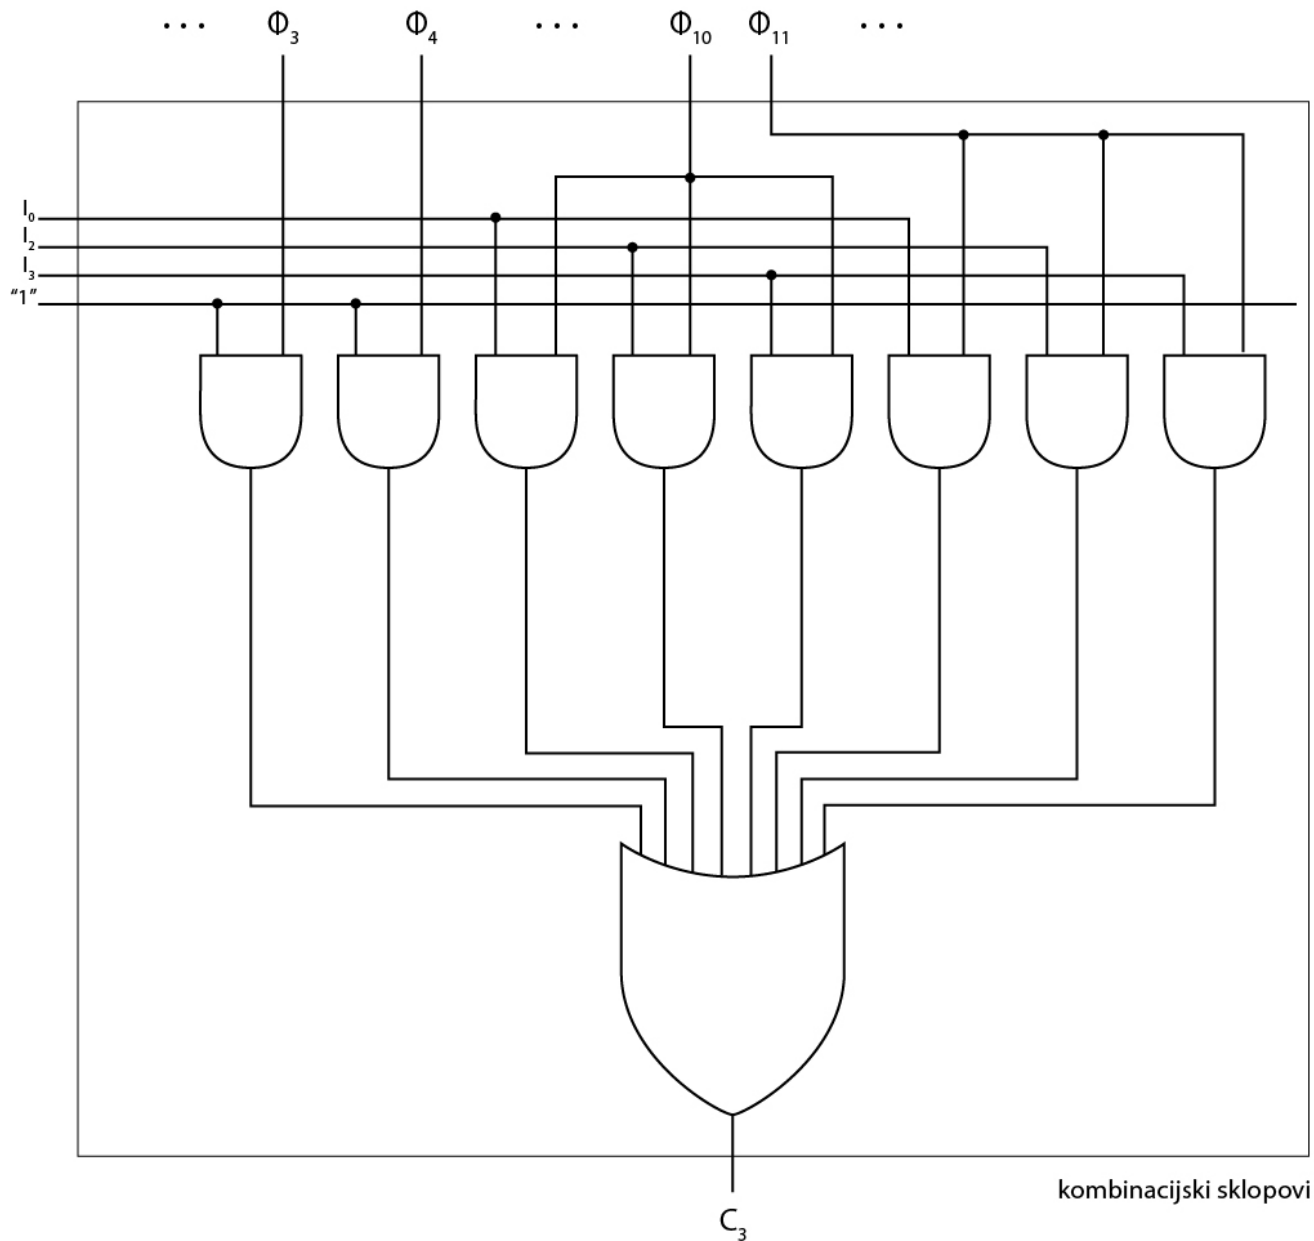 ... Φ₃ Φ₄ ... Φ₁₀ Φ₁₁ ...
I₀
I₂
I₃
“1”
kombinacijski sklopovi
C₃